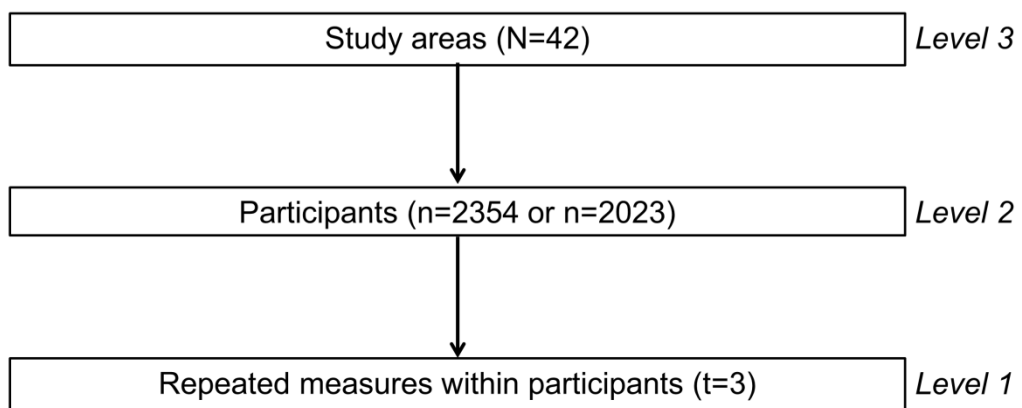 Study areas (N=42) Level 3
Participants (n=2354 or n=2023) Level 2
Repeated measures within participants (t=3) Level 1